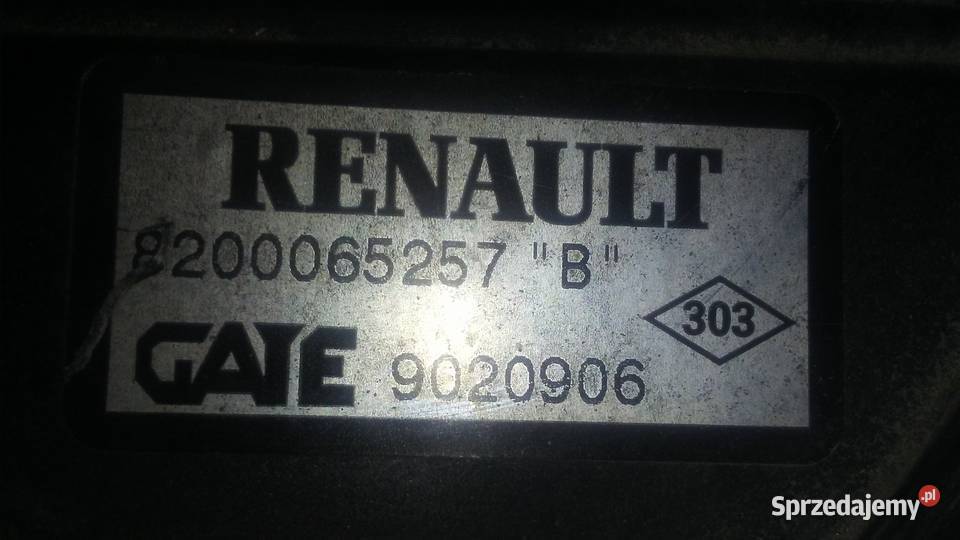 RENAULT
8200065257 "B"
303
GATE 9020906
Sprzedajemy.pl